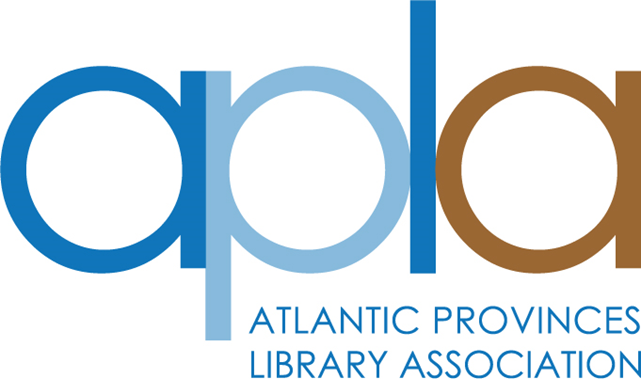 apla
ATLANTIC PROVINCES
LIBRARY ASSOCIATION